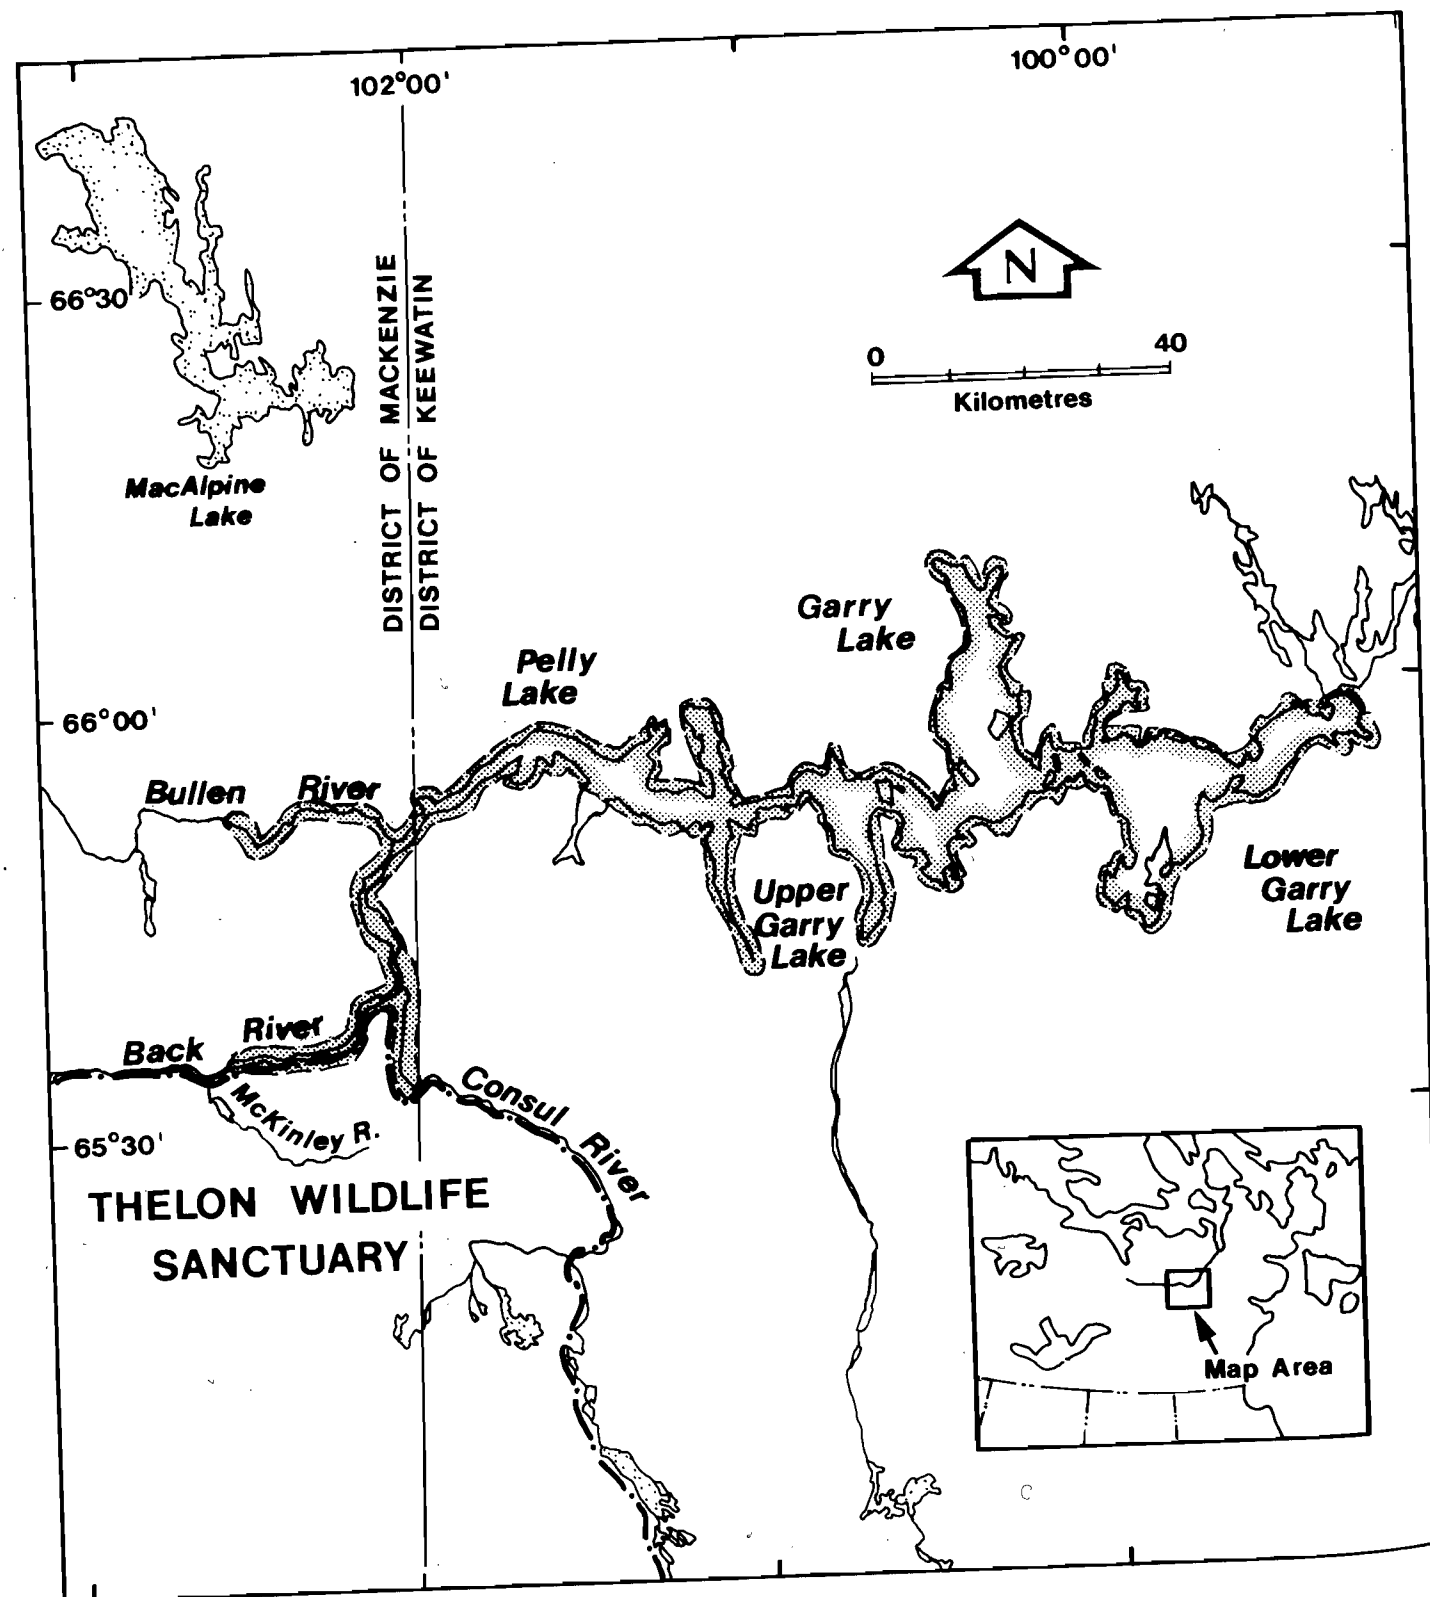 102°00'
100°00'
66°30'
N
0
40
Kilometres
DISTRICT OF MACKENZIE
DISTRICT OF KEEWATIN
MacAlpine
Lake
Garry
Lake
Pelly
Lake
66°00'
Bullen River
Upper
Garry
Lake
Lower
Garry
Lake
Back River
McKinley R.
Consul River
65°30'
THELON WILDLIFE
SANCTUARY
Map Area